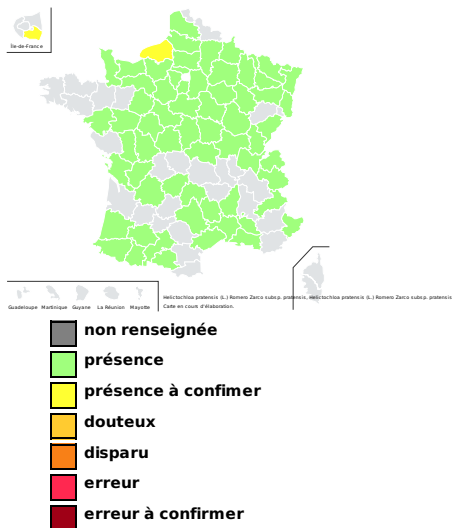 Île-de-France
Guadeloupe Martinique Guyane La Réunion Mayotte
Helictochloa pratensis (L.) Romero Zarco subsp. pratensis, Helictochloa pratensis (L.) Romero Zarco subsp. pratensis
Carte en cours d'élaboration.
non renseignée
présence
présence à confimer
douteux
disparu
erreur
erreur à confirmer